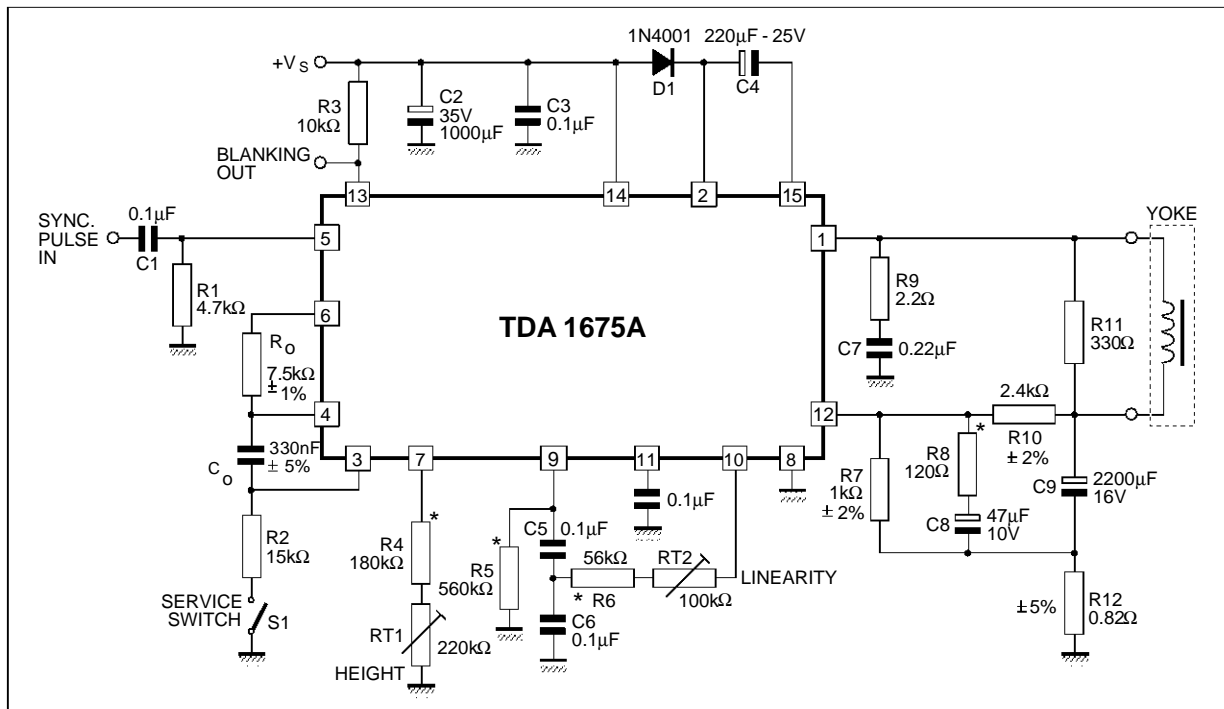 1N4001
220µF - 25V
+VS
D1
C4
R3
10kΩ
C2
35V
1000µF
C3
0.1µF
BLANKING
OUT
13
14
2
15
SYNC.
PULSE
IN
0.1µF
C1
5
1
YOKE
R1
4.7kΩ
6
TDA 1675A
R9
2.2Ω
R11
330Ω
Ro
7.5kΩ
± 1%
C7
0.22µF
4
12
2.4kΩ
R10
± 2%
330nF
± 5%
Co
3
7
9
11
10
8
*
R8
120Ω
R7
1kΩ
± 2%
C9
2200µF
16V
0.1µF
C8
47µF
10V
R2
15kΩ
*
R4
180kΩ
*
R5
560kΩ
C5
0.1µF
56kΩ
* R6
RT2
100kΩ
LINEARITY
SERVICE
SWITCH
S1
RT1
220kΩ
HEIGHT
C6
0.1µF
± 5%
R12
0.82Ω